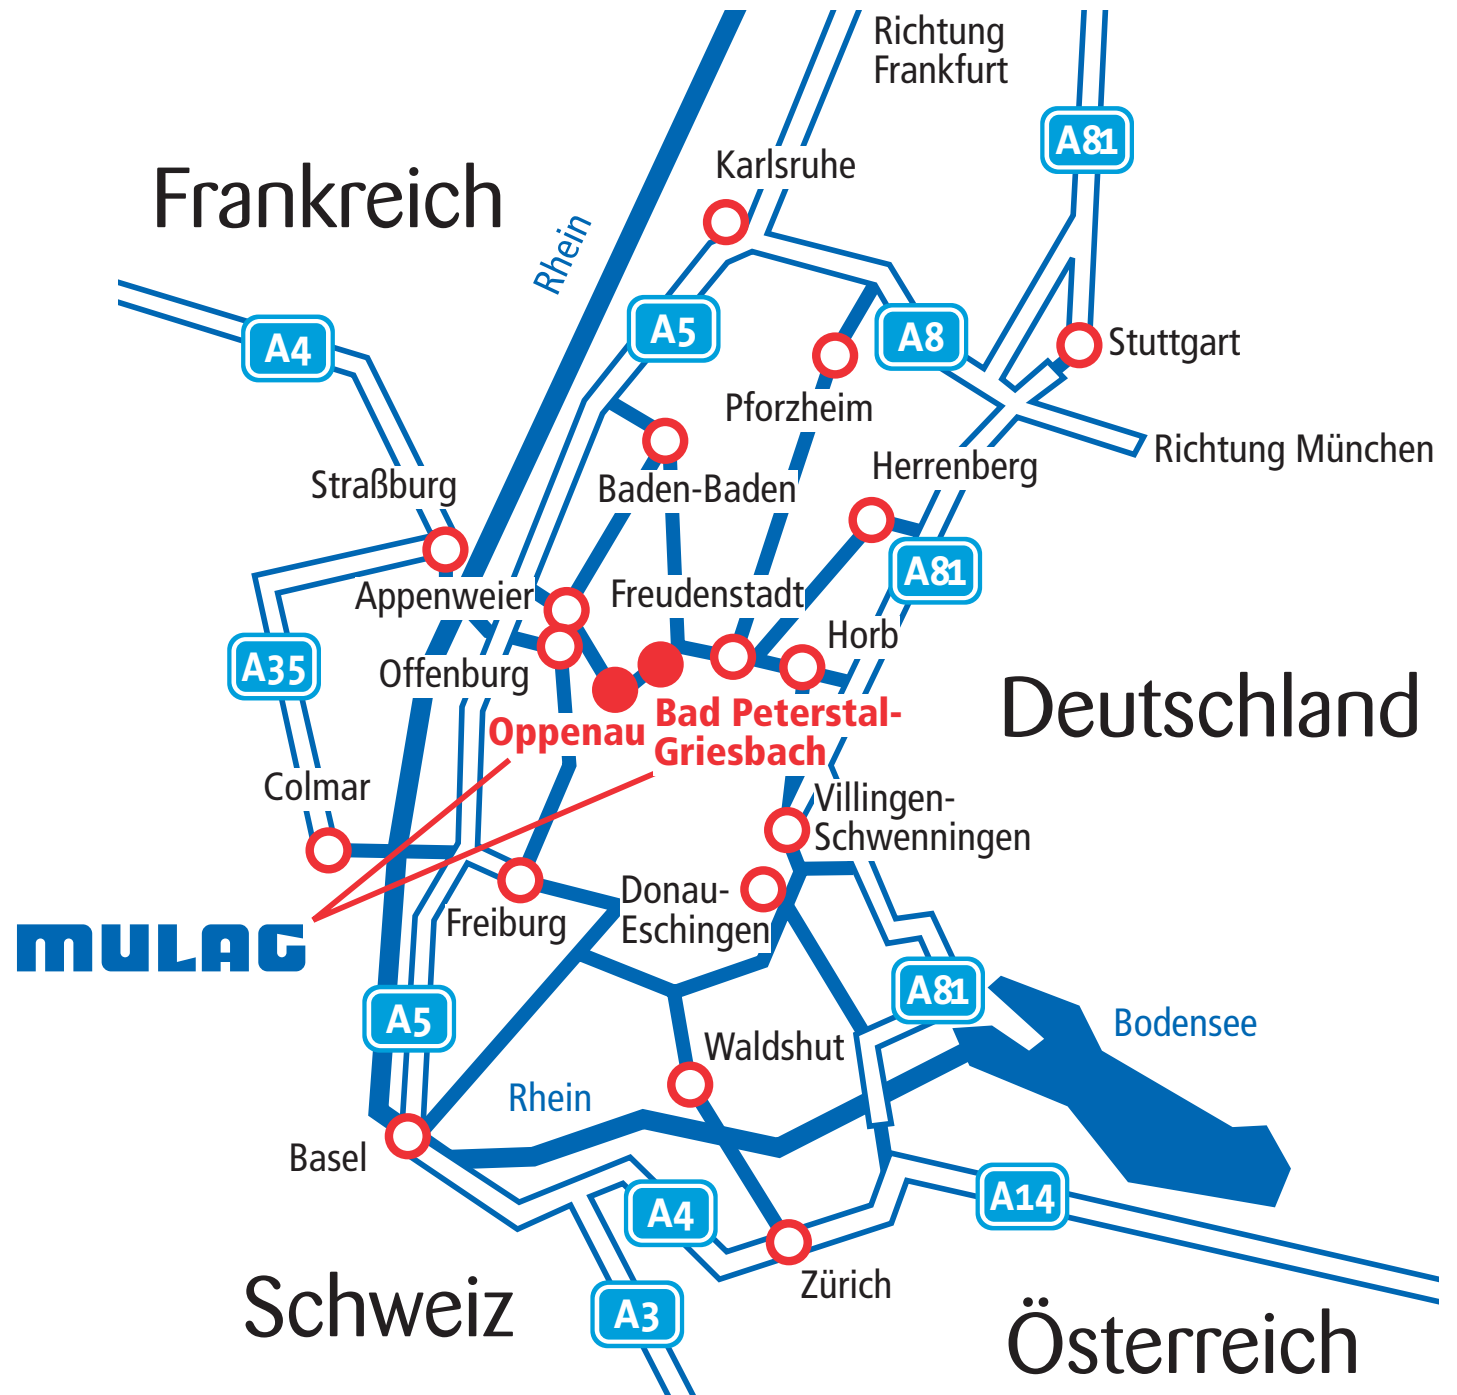 Richtung
Frankfurt
A81
Karlsruhe
Frankreich
Rhein
A5
A4
A8
Stuttgart
Pforzheim
Richtung München
Herrenberg
Straßburg
Baden-Baden
A81
Appenweier
Freudenstadt
Horb
A35
Offenburg
Deutschland
Oppenau
Bad Peterstal-
Griesbach
Colmar
Villingen-
Schwenningen
Donau-
Eschingen
Freiburg
MULAG
A81
A5
Bodensee
Waldshut
Rhein
Basel
A14
A4
Zürich
Schweiz
A3
Österreich